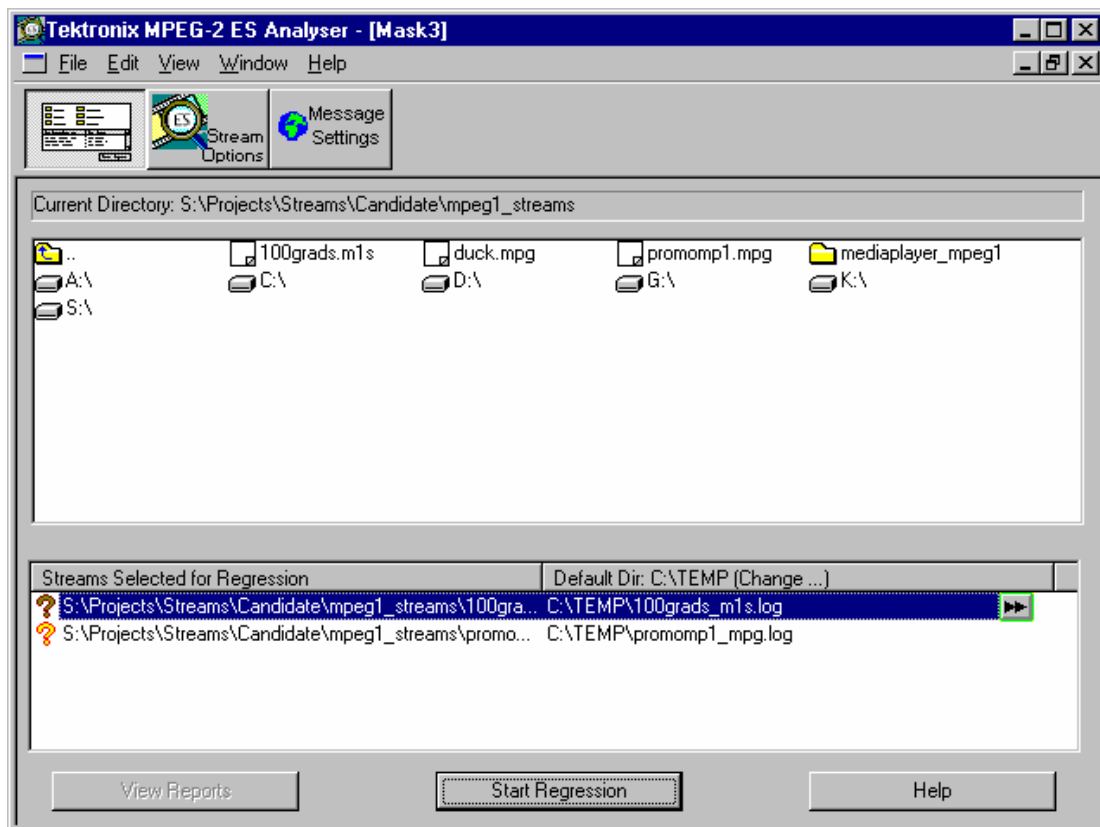 Tektronix MPEG-2 ES Analyser - [Mask3]
File Edit View Window Help
ES Stream Options
Message Settings
Current Directory: S:\Projects\Streams\Candidate\mpeg1_streams
.. 100grads.m1s duck.mpg promomp1.mpg mediaplayer_mpeg1
A:\ C:\ D:\ G:\ K:\
S:\
Streams Selected for Regression Default Dir: C:\TEMP (Change ...)
S:\Projects\Streams\Candidate\mpeg1_streams\100gra... C:\TEMP\100grads_m1s.log
S:\Projects\Streams\Candidate\mpeg1_streams\promo... C:\TEMP\promomp1_mpg.log
View Reports Start Regression Help